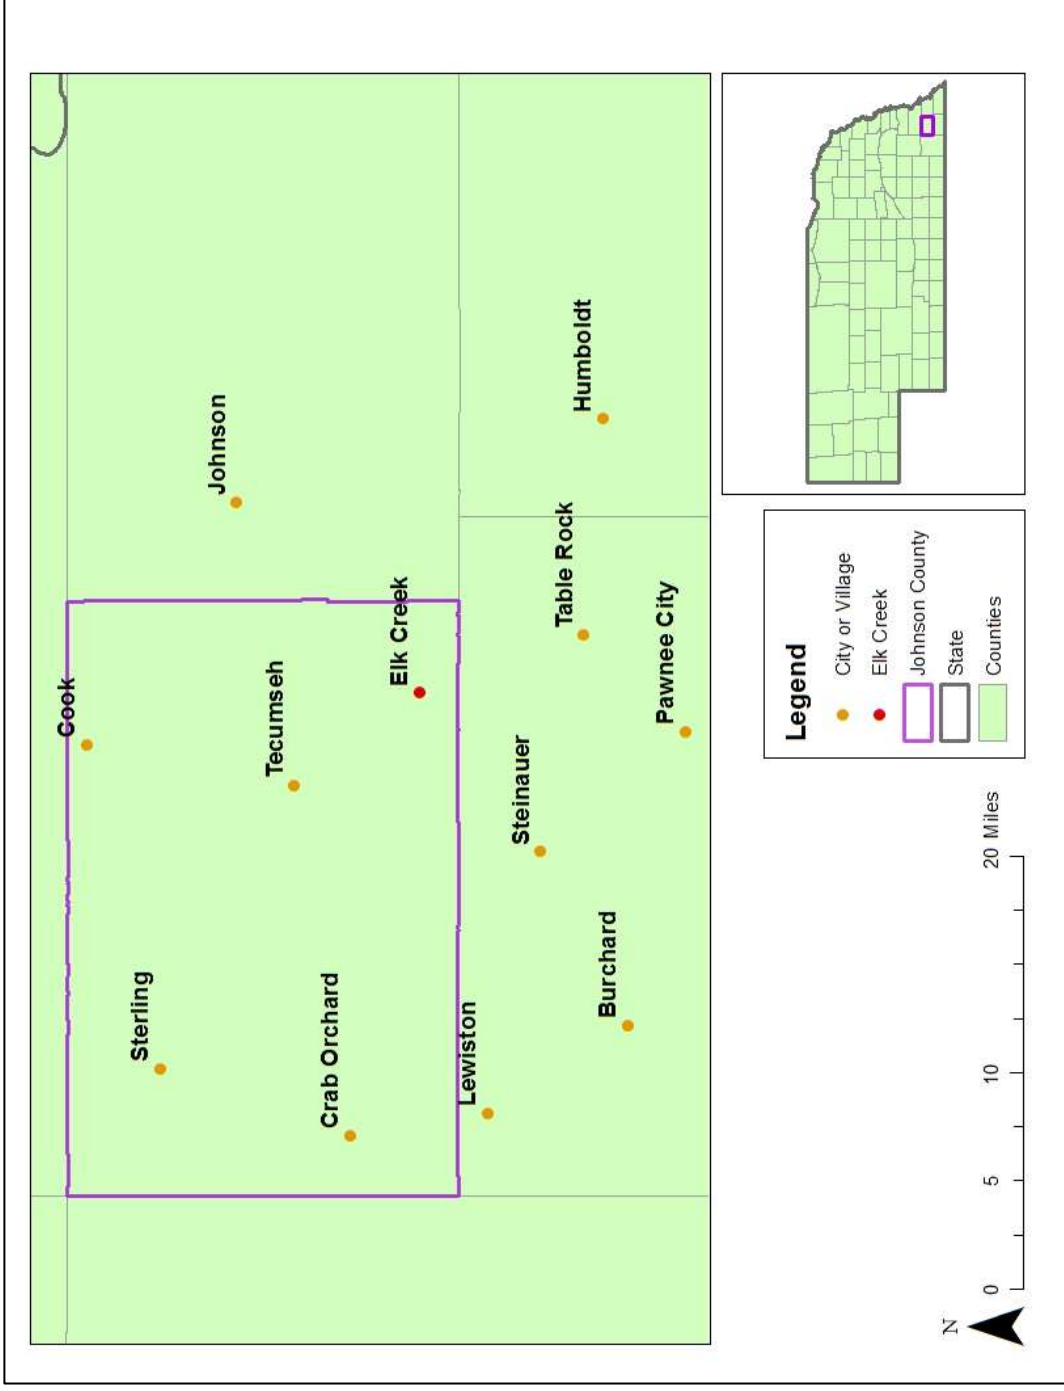 Cook
Sterling
Johnson
Tecumseh
Crab Orchard
Elk Creek
Lewiston
Steinauer
Table Rock
Humboldt
Burchard
Pawnee City
N
0
5
10
20 Miles
Legend
City or Village
Elk Creek
Johnson County
State
Counties